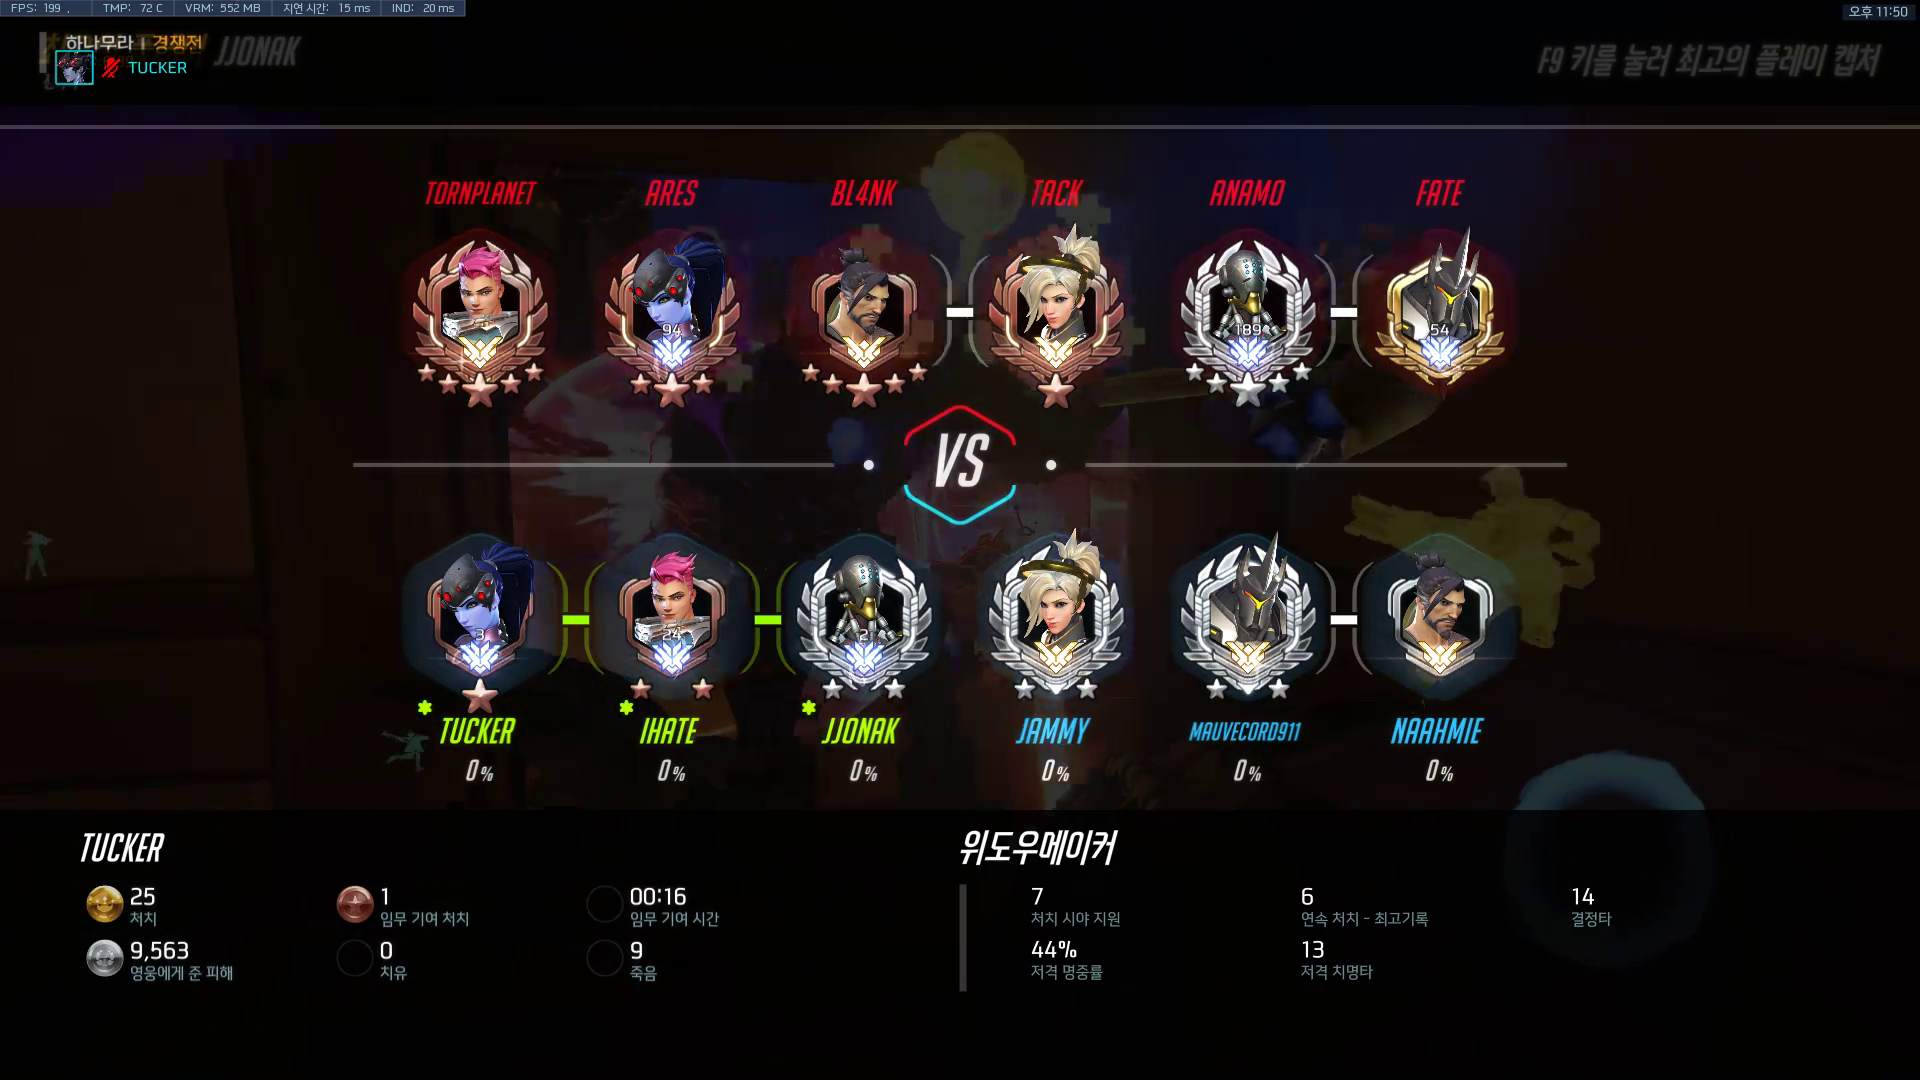 FPS: 199 . TMP: 72 C VRM: 552 MB 지연 시간: 15 ms IND: 20 ms
오후 11:50
하나무라 | 경쟁전
JJONAK
TUCKER
F9 키를 눌러 최고의 플레이 캡처
TORNPLANET ARES BL4NK TACK ANAMO FATE
94 189 54
VS
3 24 2
TUCKER IHATE JJONAK JAMMY MAUVECORD911 NAAHMIE
0% 0% 0% 0% 0% 0%
TUCKER
25
처치
1
임무 기여 처치
00:16
임무 기여 시간
9,563
영웅에게 준 피해
0
치유
9
죽음
위도우메이커
7
처치 시야 지원
6
연속 처치 - 최고기록
14
결정타
44%
저격 명중률
13
저격 치명타